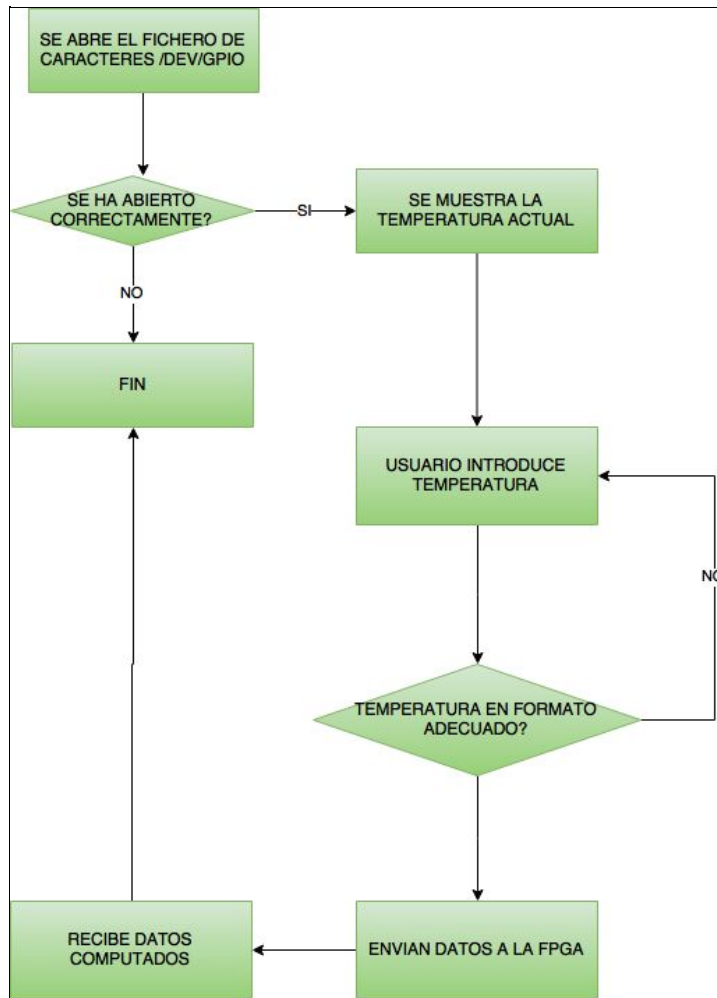 SE ABRE EL FICHERO DE
CARACTERES /DEV/GPIO
SE HA ABIERTO
CORRECTAMENTE?
SI
SE MUESTRA LA
TEMPERATURA ACTUAL
NO
FIN
USUARIO INTRODUCE
TEMPERATURA
NO
TEMPERATURA EN FORMATO
ADECUADO?
RECIBE DATOS
COMPUTADOS
ENVIAN DATOS A LA FPGA